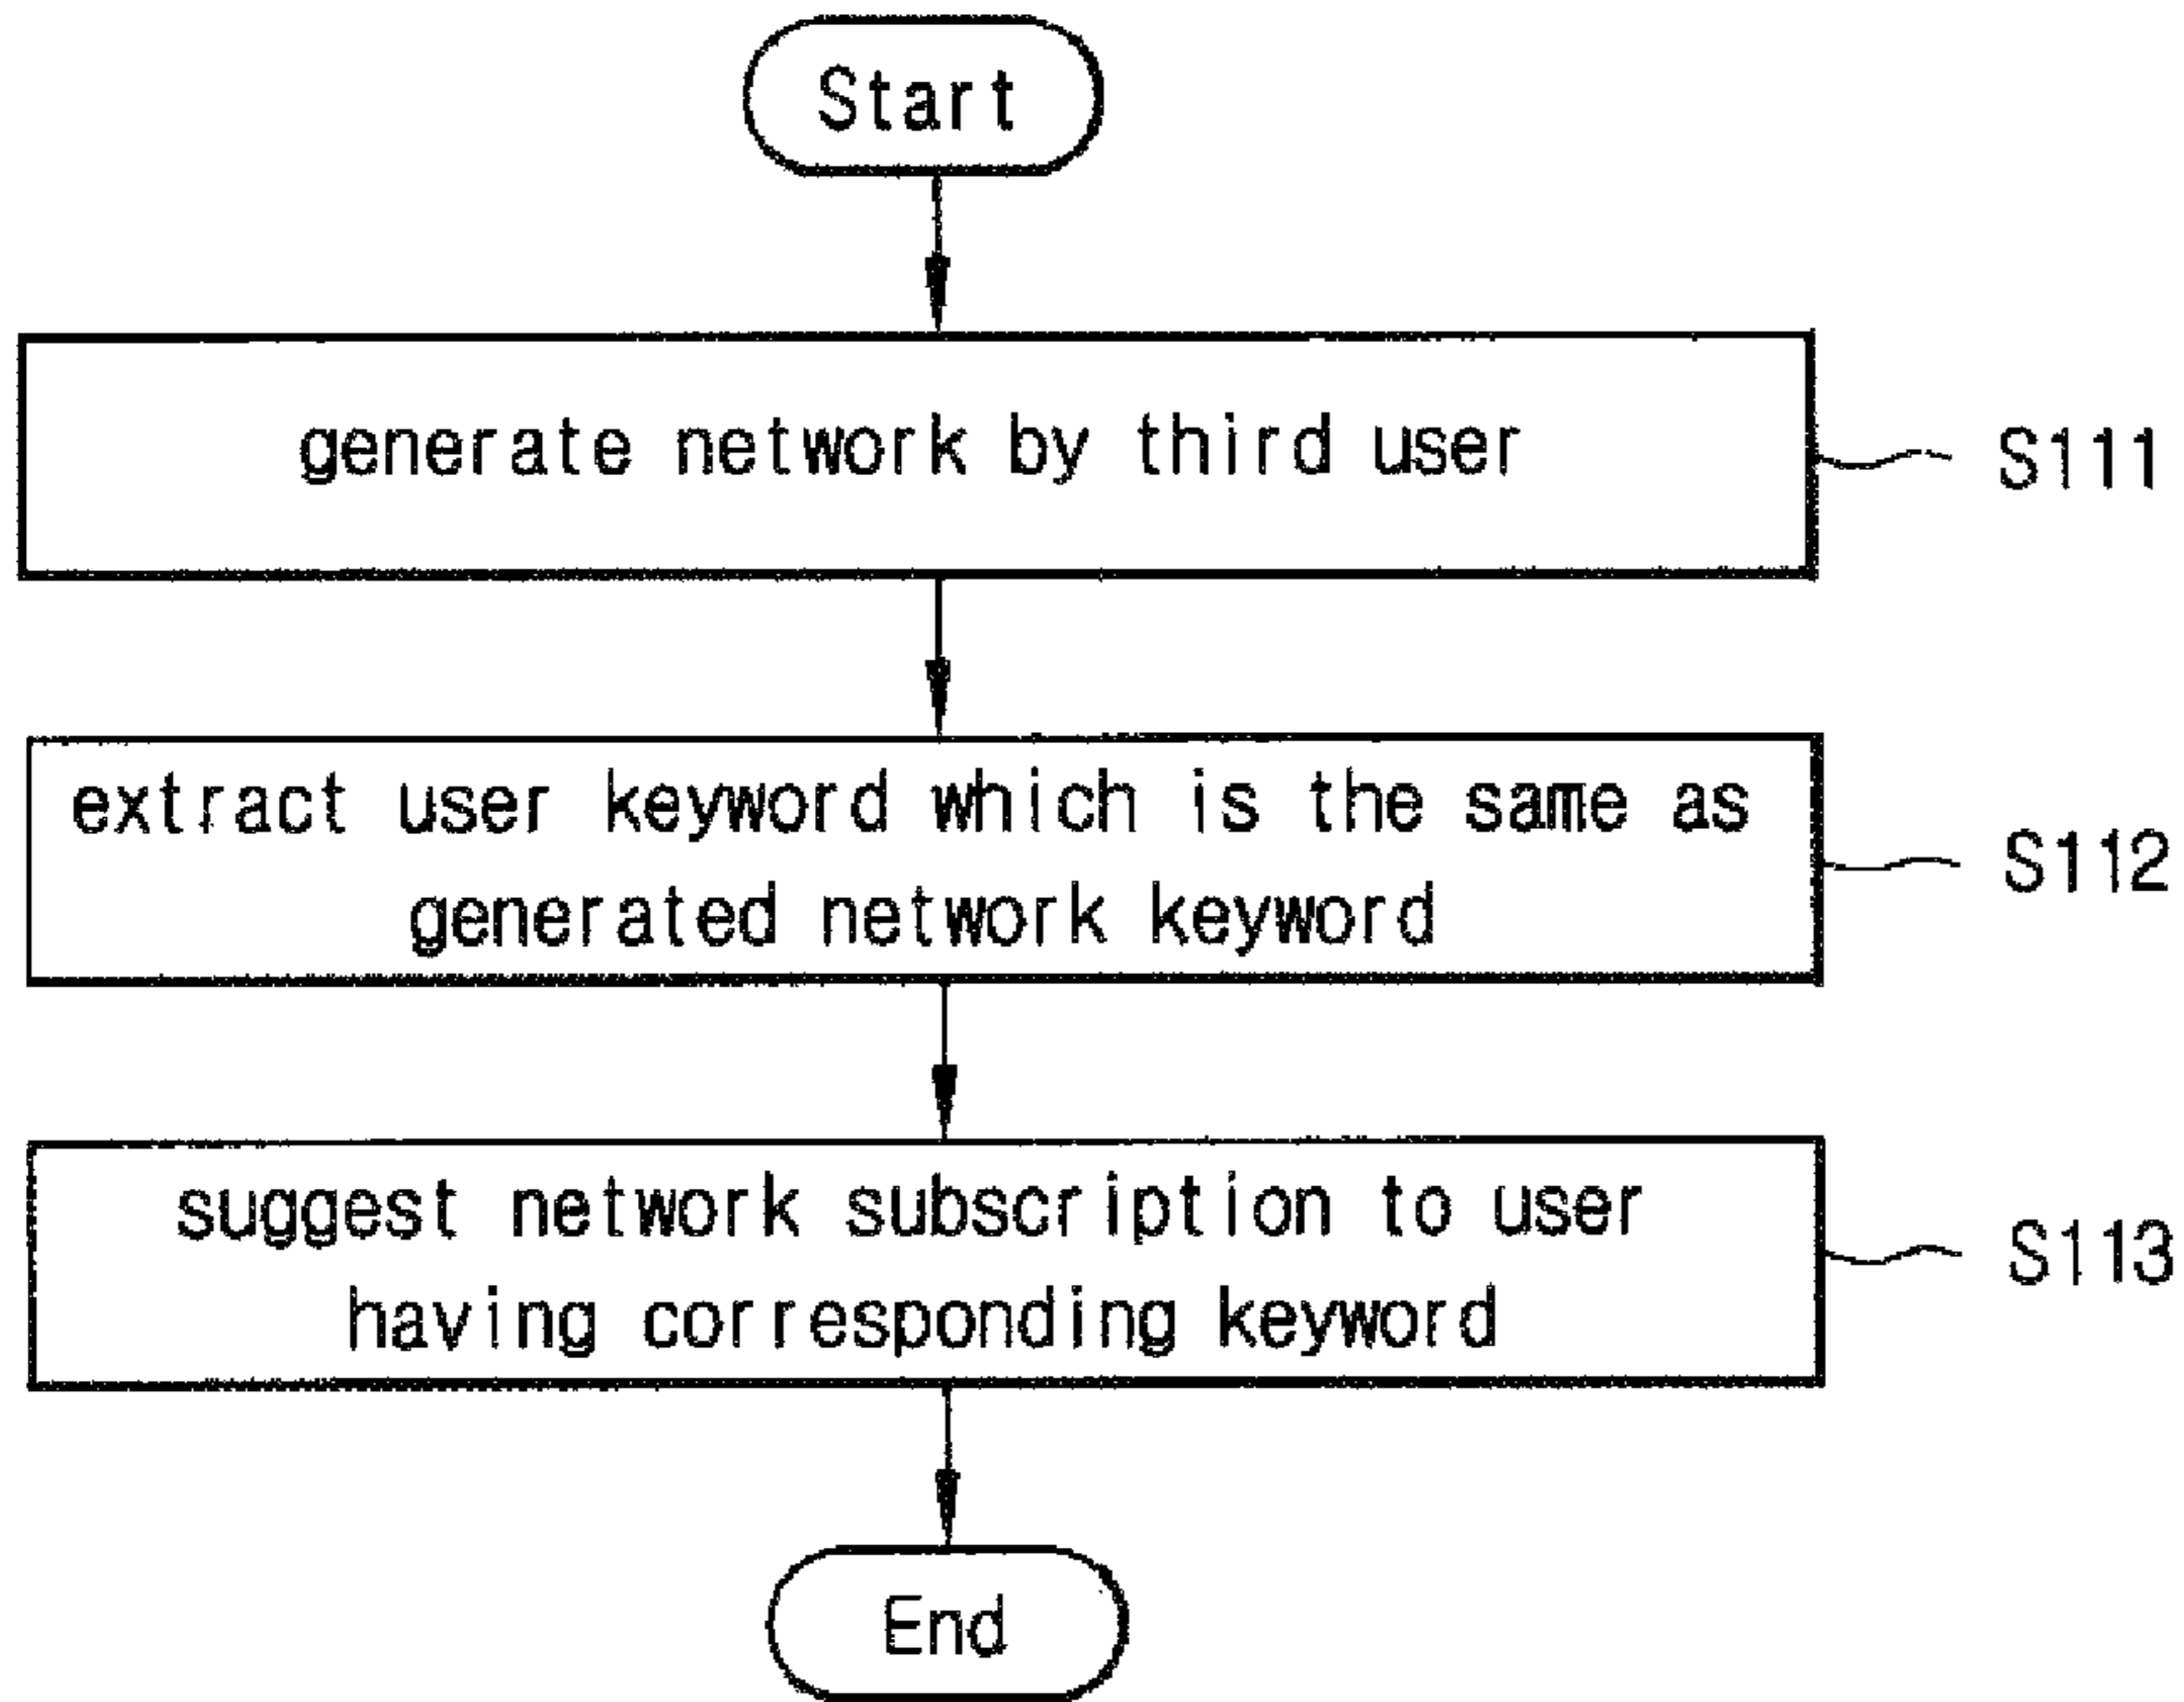 Start
generate network by third user
S111
extract user keyword which is the same as
generated network keyword
S112
suggest network subscription to user
having corresponding keyword
S113
End